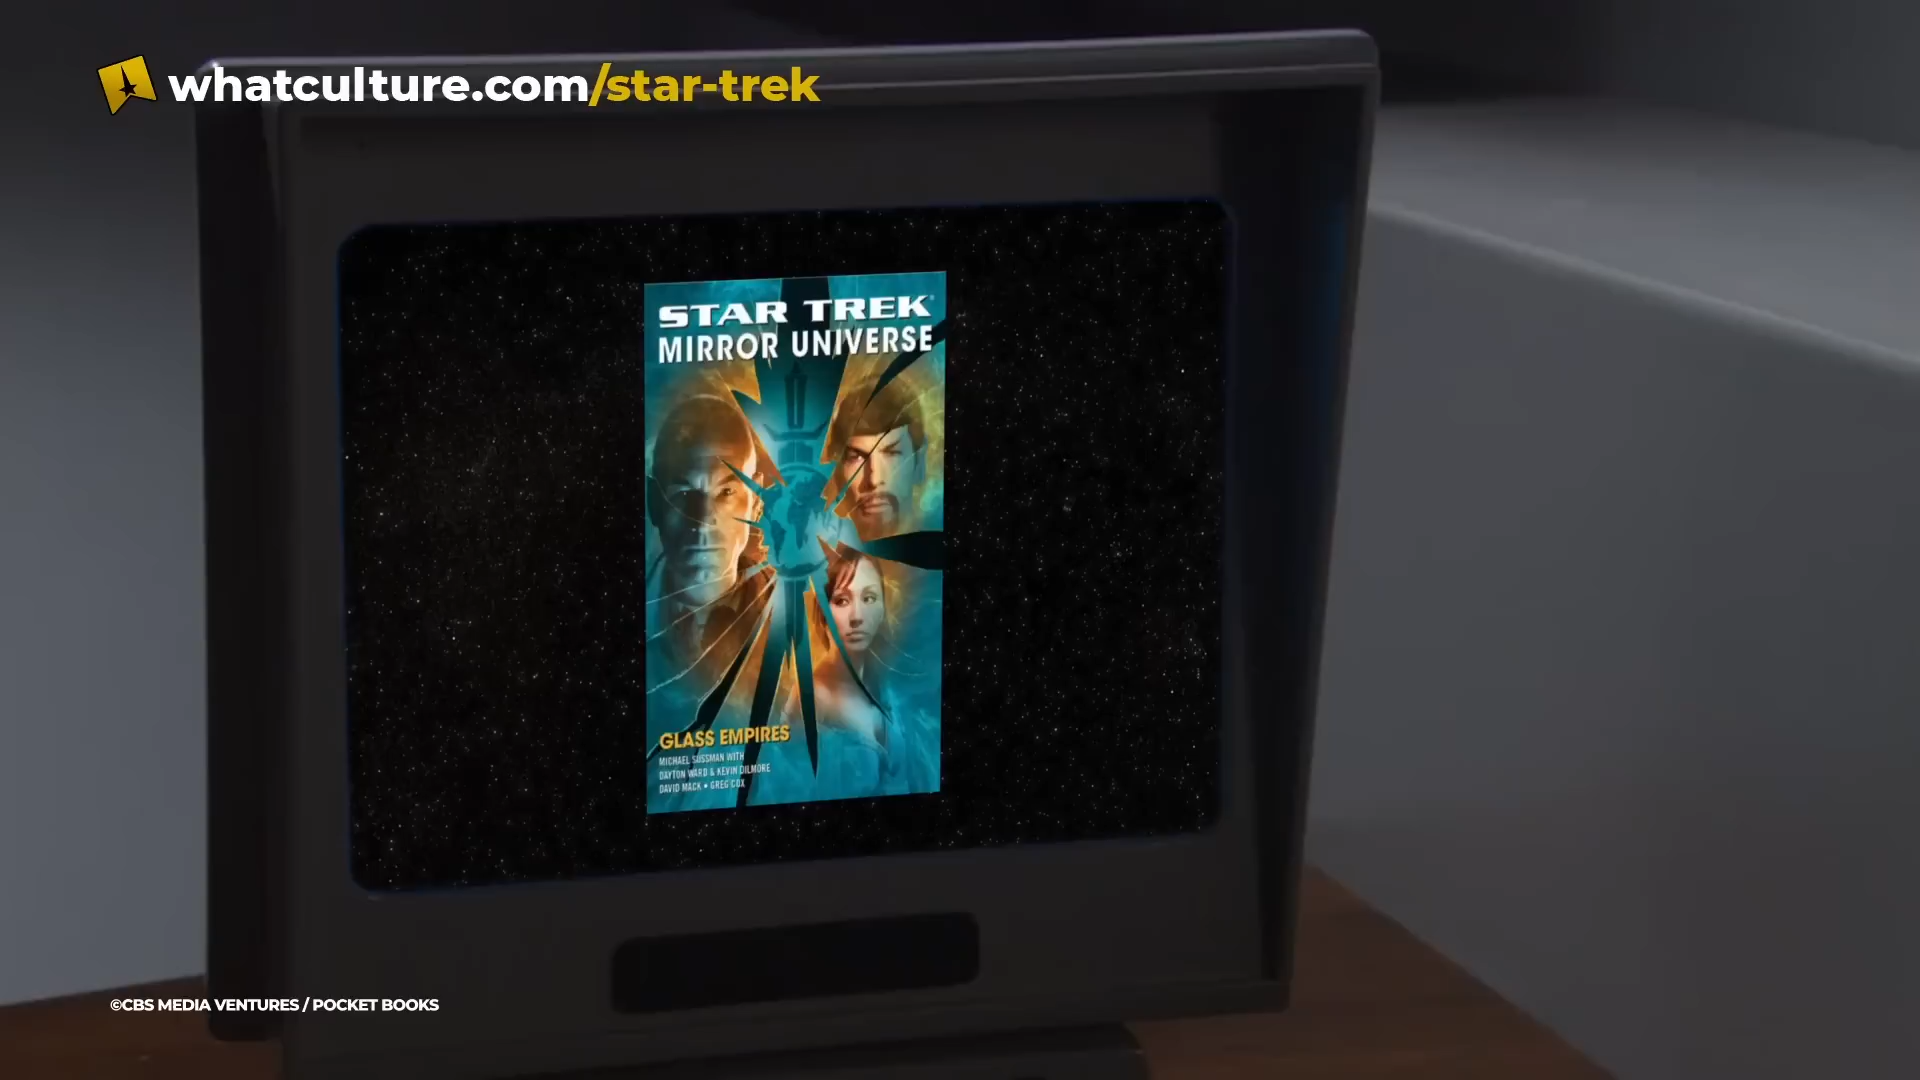 whatculture.com/star-trek
STAR TREK
MIRROR UNIVERSE
GLASS EMPIRES
MICHAEL SUSSMAN WITH
DAYTON WARD & KEVIN DILMORE
DAVID MACK • GREG COX
©CBS MEDIA VENTURES / POCKET BOOKS